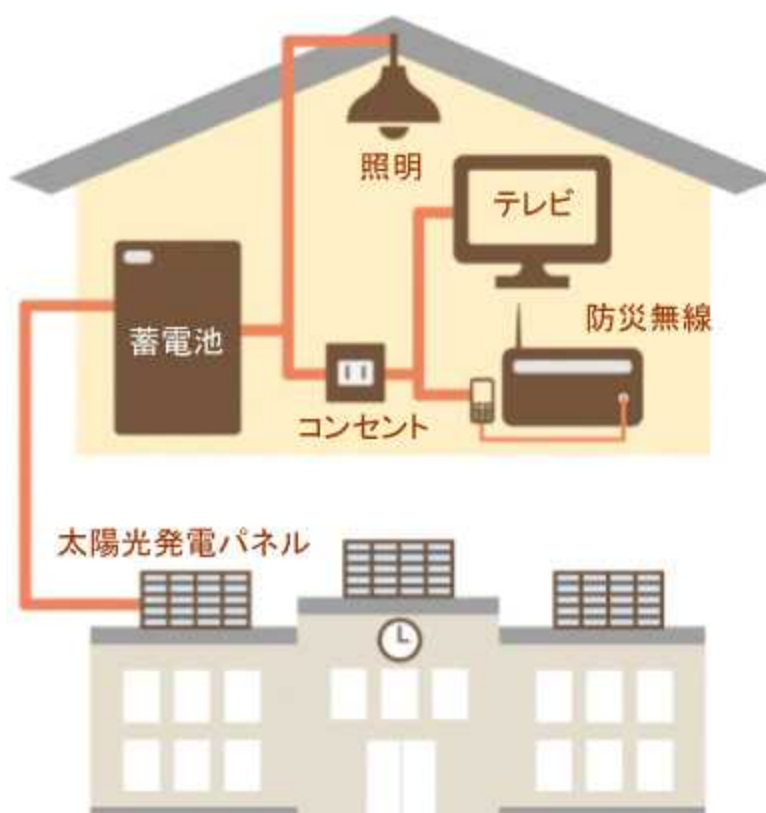 照明
テレビ
防災無線
蓄電池
コンセント
太陽光発電パネル